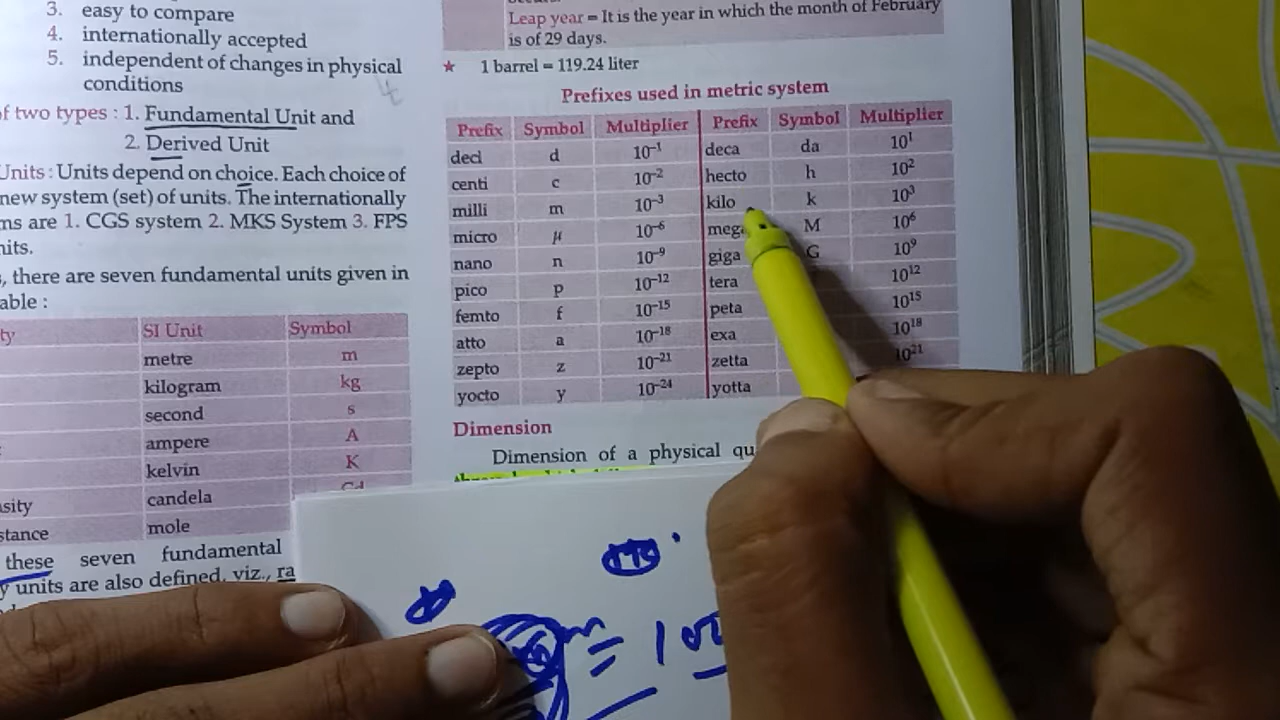 3. easy to compare
4. internationally accepted
5. independent of changes in physical
conditions
of two types : 1. Fundamental Unit and
2. Derived Unit
Units : Units depend on choice. Each choice of
new system (set) of units. The internationally
ms are 1. CGS system 2. MKS System 3. FPS
nits.
, there are seven fundamental units given in
able :
ty SI Unit Symbol
metre m
kilogram kg
second s
ampere A
kelvin K
sity candela Cd
stance mole
these seven fundamental
y units are also defined, viz., ra
Leap year = It is the year in which the month of February
is of 29 days.
★ 1 barrel = 119.24 liter
Prefixes used in metric system
Prefix Symbol Multiplier Prefix Symbol Multiplier
deci d 10⁻¹ deca da 10¹
centi c 10⁻² hecto h 10²
milli m 10⁻³ kilo k 10³
micro μ 10⁻⁶ mega M 10⁶
nano n 10⁻⁹ giga G 10⁹
pico p 10⁻¹² tera 10¹²
femto f 10⁻¹⁵ peta 10¹⁵
atto a 10⁻¹⁸ exa 10¹⁸
zepto z 10⁻²¹ zetta 10²¹
yocto y 10⁻²⁴ yotta
Dimension
Dimension of a physical qu
m = 100